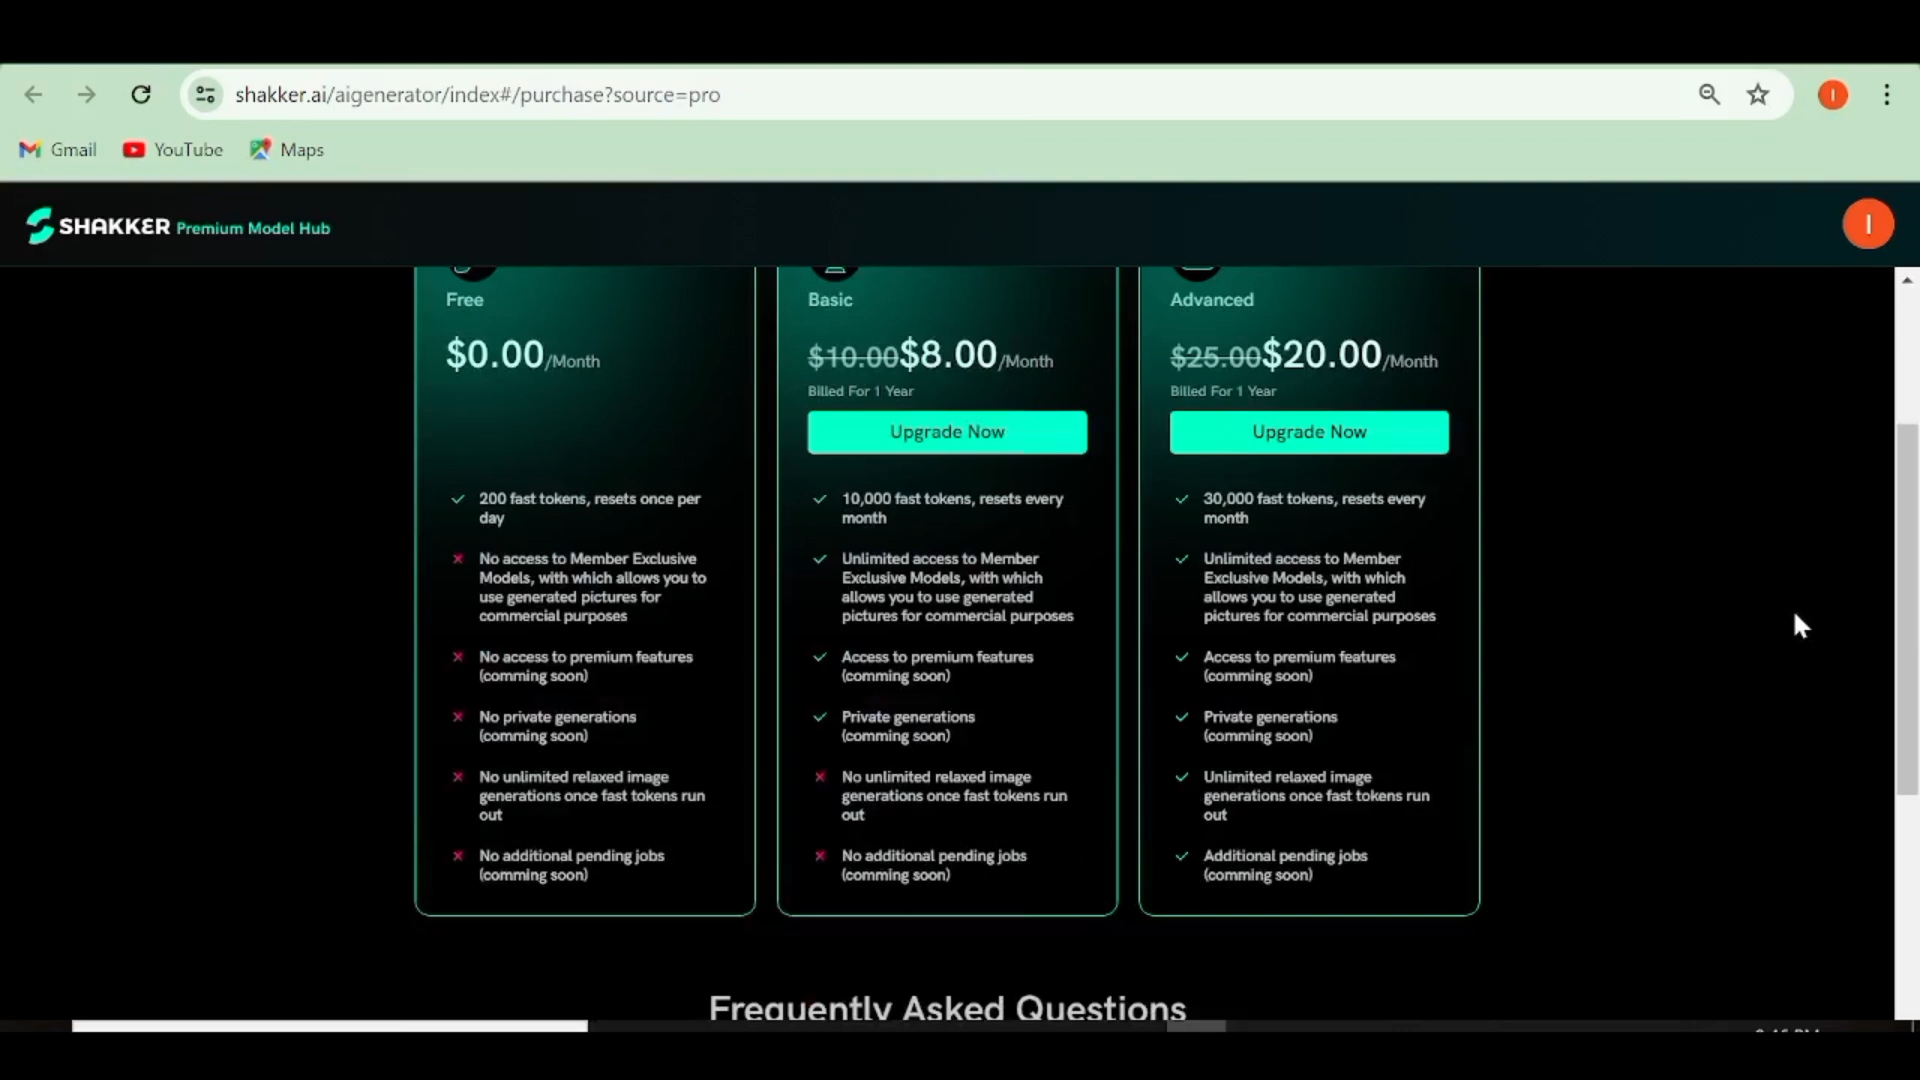 shakker.ai/aigenerator/index#/purchase?source=pro
I
Gmail
YouTube
Maps
SHAKKER Premium Model Hub
I
Free
$0.00/Month
200 fast tokens, resets once per
day
No access to Member Exclusive
Models, with which allows you to
use generated pictures for
commercial purposes
No access to premium features
(comming soon)
No private generations
(comming soon)
No unlimited relaxed image
generations once fast tokens run
out
No additional pending jobs
(comming soon)
Basic
$10.00$8.00/Month
Billed For 1 Year
Upgrade Now
10,000 fast tokens, resets every
month
Unlimited access to Member
Exclusive Models, with which
allows you to use generated
pictures for commercial purposes
Access to premium features
(comming soon)
Private generations
(comming soon)
No unlimited relaxed image
generations once fast tokens run
out
No additional pending jobs
(comming soon)
Advanced
$25.00$20.00/Month
Billed For 1 Year
Upgrade Now
30,000 fast tokens, resets every
month
Unlimited access to Member
Exclusive Models, with which
allows you to use generated
pictures for commercial purposes
Access to premium features
(comming soon)
Private generations
(comming soon)
Unlimited relaxed image
generations once fast tokens run
out
Additional pending jobs
(comming soon)
Frequently Asked Questions